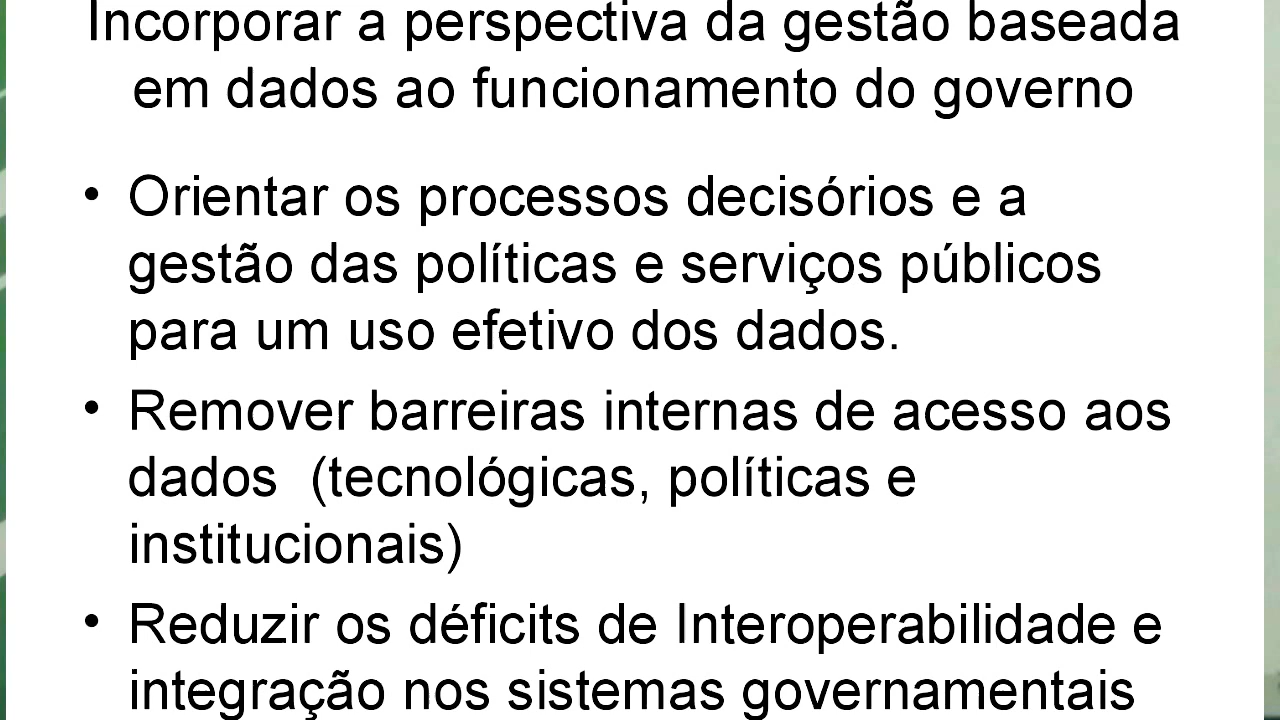 Incorporar a perspectiva da gestão baseada
em dados ao funcionamento do governo
• Orientar os processos decisórios e a
gestão das políticas e serviços públicos
para um uso efetivo dos dados.
• Remover barreiras internas de acesso aos
dados  (tecnológicas, políticas e
institucionais)
• Reduzir os déficits de Interoperabilidade e
integração nos sistemas governamentais